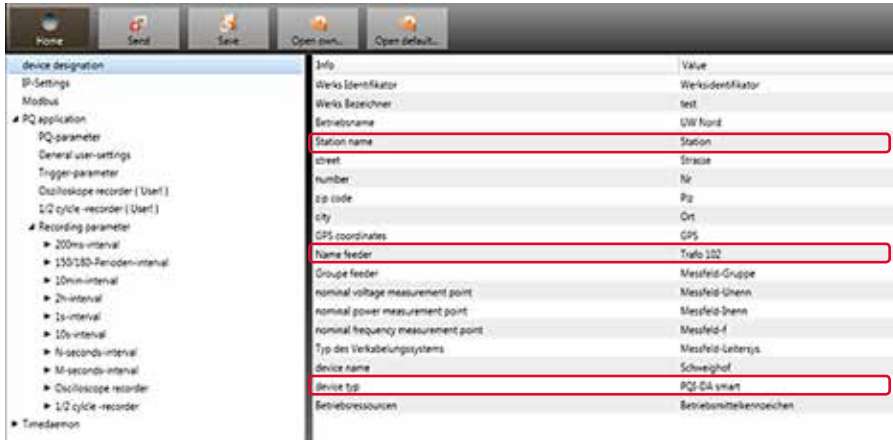 Home Send Save Open own... Open default...
device designation
IP-Settings
Modbus
PQ application
PQ-parameter
General user-settings
Trigger-parameter
Oszilloskope recorder ( User! )
1/2 cylcle -recorder ( User! )
Recording parameter
200ms-interval
150/180-Perioden-interval
10min-interval
2h-interval
1s-interval
10s-interval
N-seconds-interval
M-seconds-interval
Oscilloscope recorder
1/2 cylcle -recorder
Timedaemon
Info Value
Werks Identifikator Werksidentifikator
Werks Bezeichner test
Betriebsname UW Nord
Station name Station
street Strasse
number Nr
zip code Plz
city Ort
GPS coordinates GPS
Name feeder Trafo 102
Groupe feeder Messfeld-Gruppe
nominal voltage measurement point Messfeld-Unenn
nominal power measurement point Messfeld-Inenn
nominal frequency measurement point Messfeld-f
Typ des Verkabelungssystems Messfeld-Leitersys.
device name Schweighof
device typ PQI-DA smart
Betriebsressourcen Betriebsmittelkennzeichen